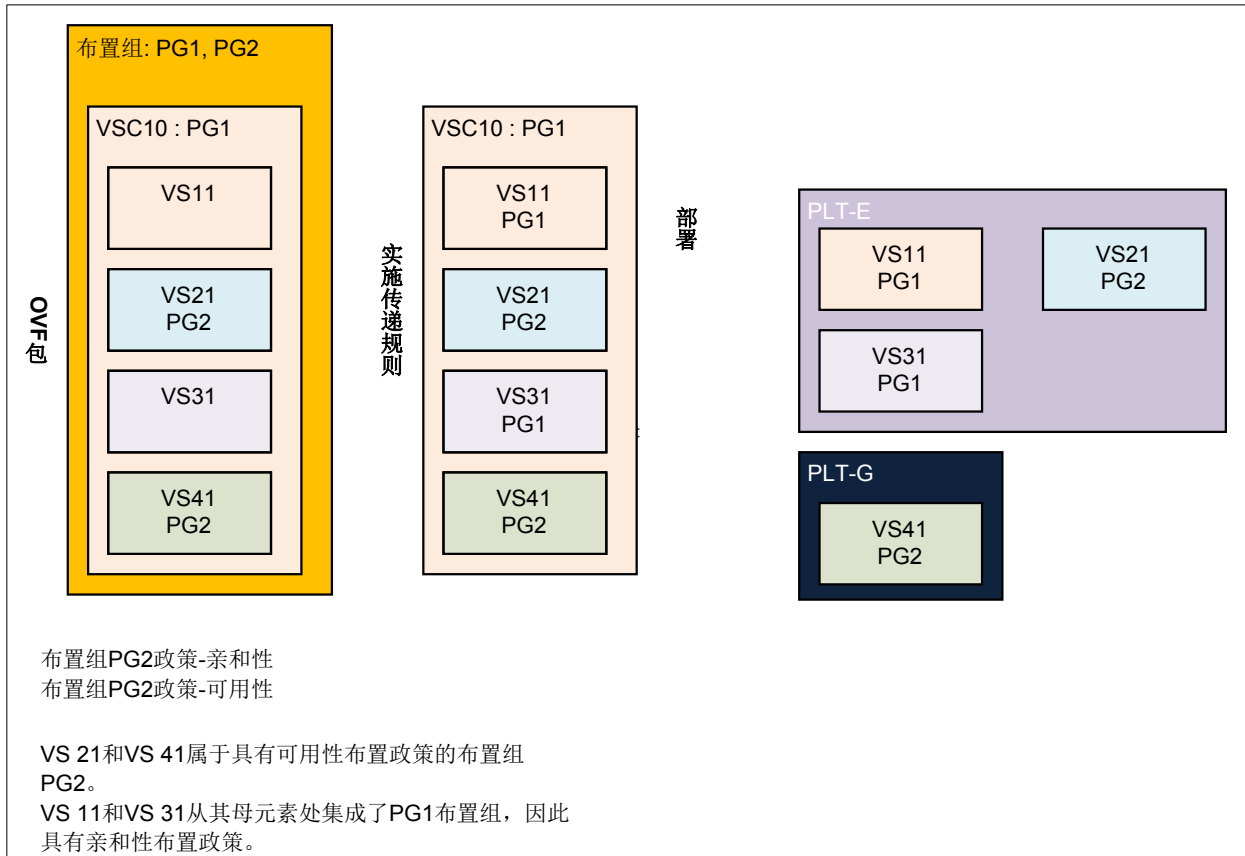 布置组: PG1, PG2
VSC10 : PG1
VS11
VS21
PG2
VS31
VS41
PG2
OVF
包
实施传递规则
VSC10 : PG1
VS11
PG1
VS21
PG2
VS31
PG1
VS41
PG2
部署
PLT-E
VS11
PG1
VS21
PG2
VS31
PG1
PLT-G
VS41
PG2
布置组PG2政策-亲和性
布置组PG2政策-可用性
VS 21和VS 41属于具有可用性布置政策的布置组
PG2。
VS 11和VS 31从其母元素处集成了PG1布置组，因此
具有亲和性布置政策。